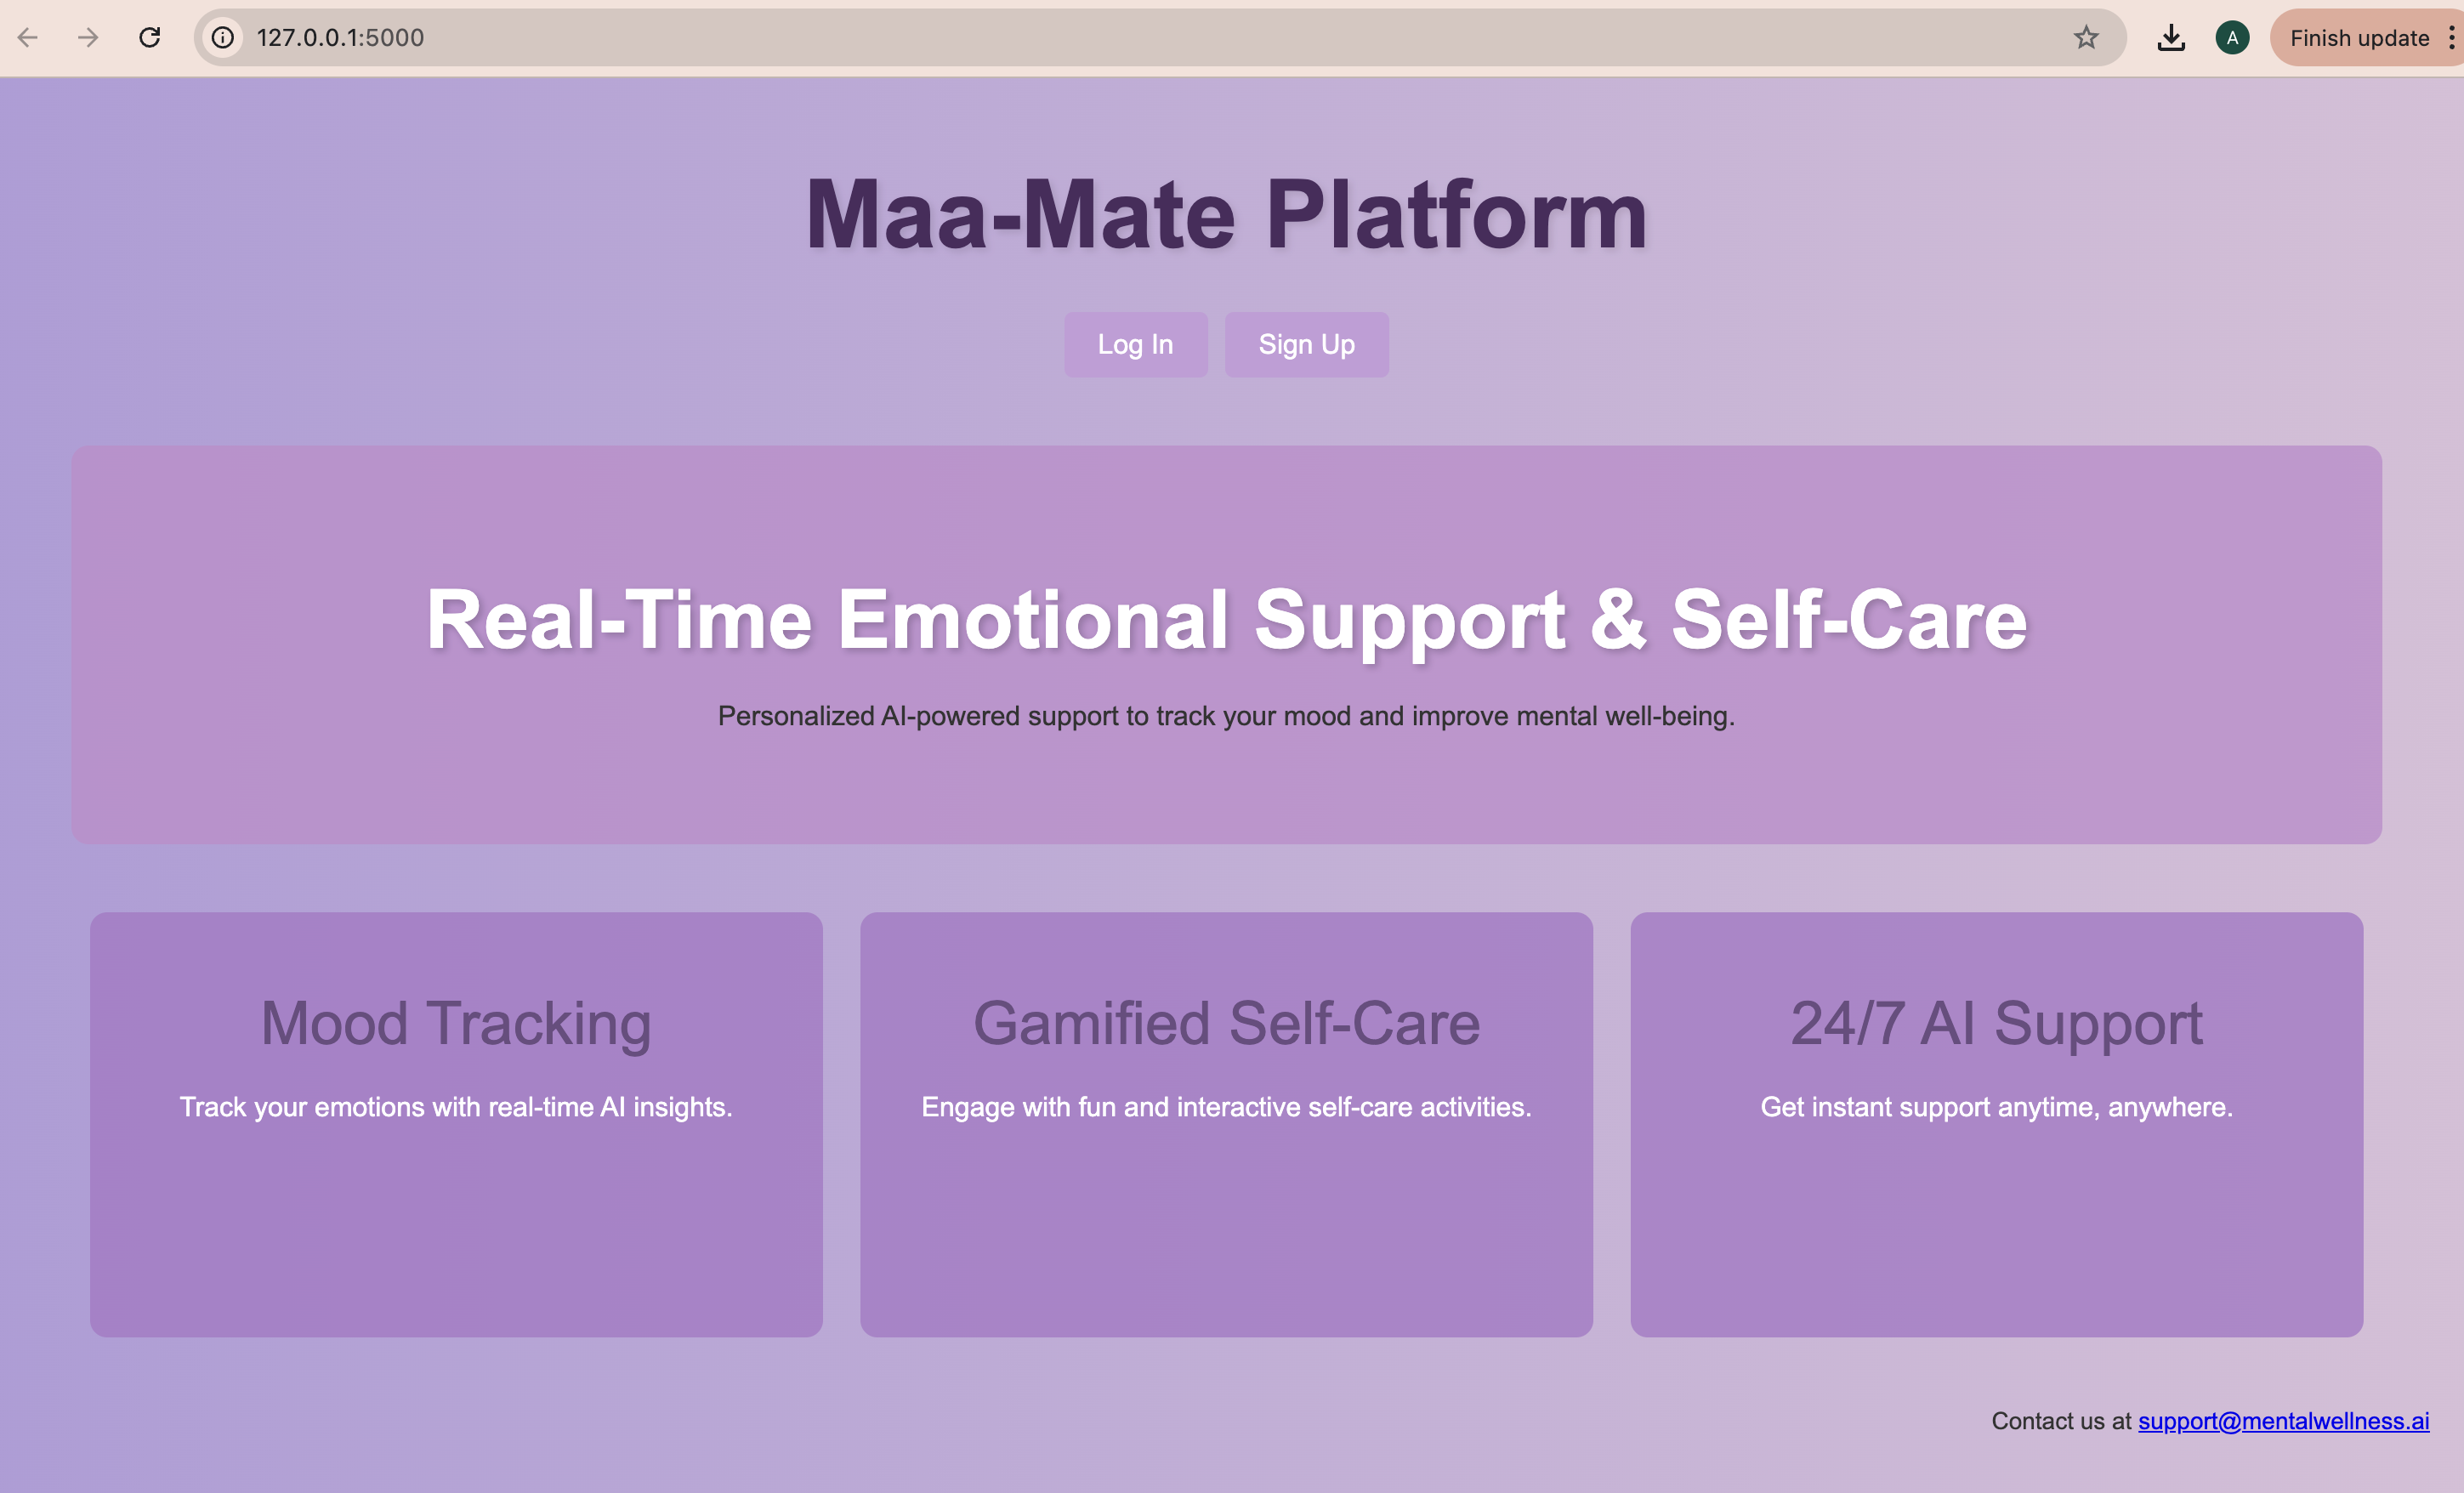 127.0.0.1:5000
A
Finish update
Maa-Mate Platform
Log In
Sign Up
Real-Time Emotional Support & Self-Care
Personalized AI-powered support to track your mood and improve mental well-being.
Mood Tracking
Track your emotions with real-time AI insights.
Gamified Self-Care
Engage with fun and interactive self-care activities.
24/7 AI Support
Get instant support anytime, anywhere.
Contact us at support@mentalwellness.ai